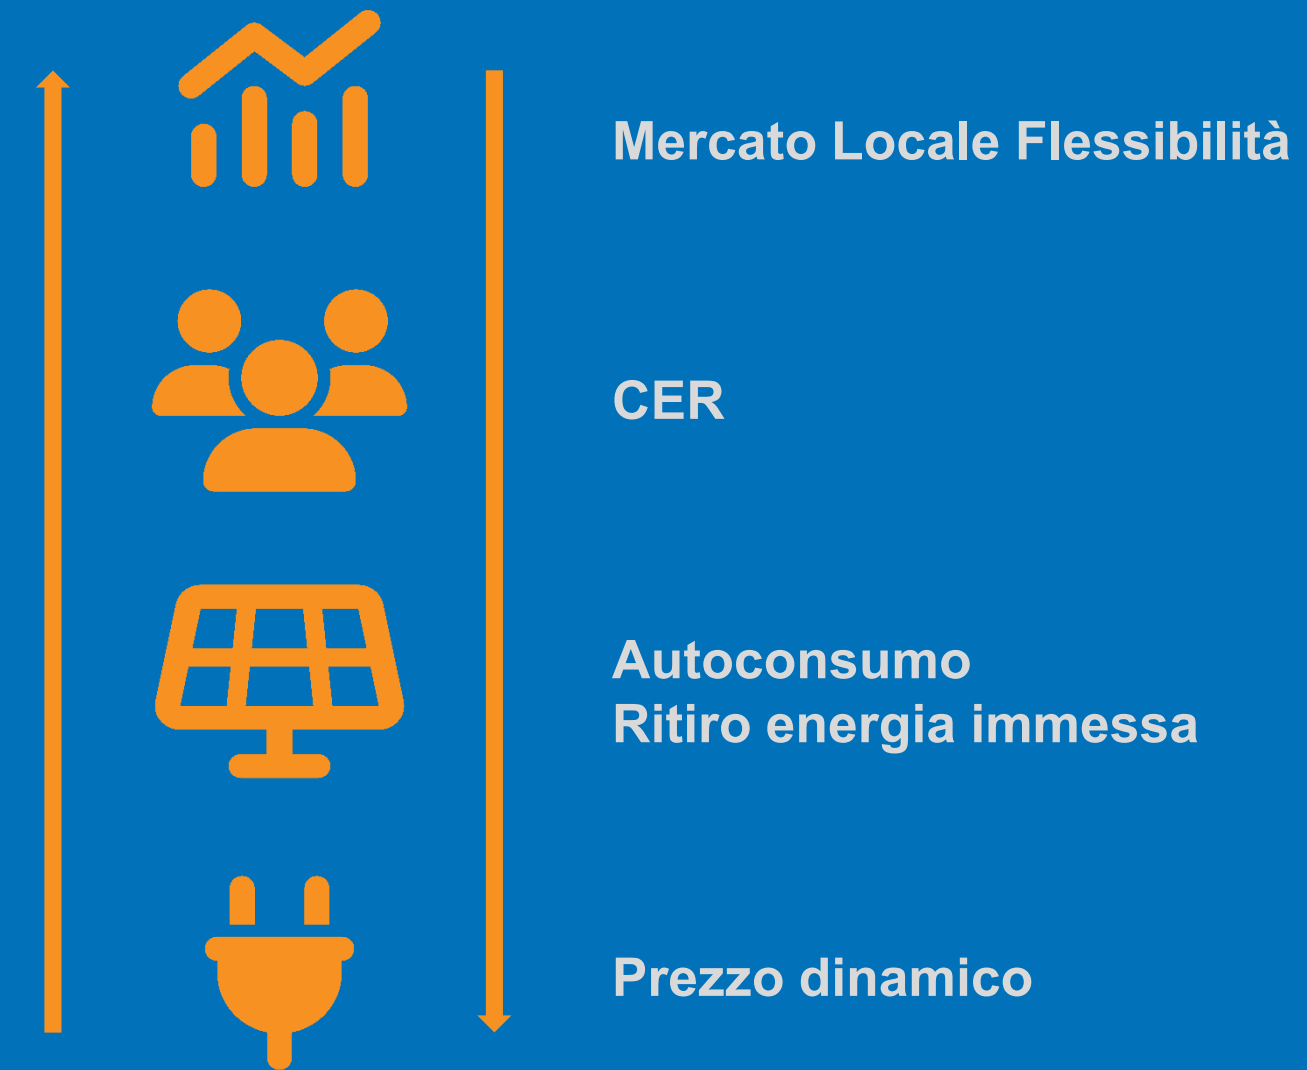 Mercato Locale Flessibilità
CER
Autoconsumo
Ritiro energia immessa
Prezzo dinamico